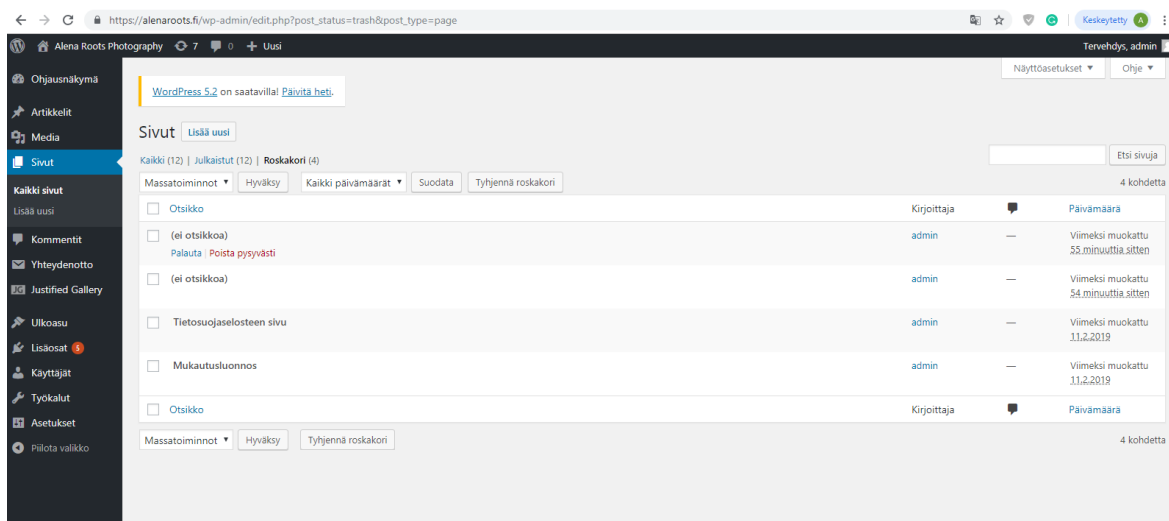 https://alenaroots.fi/wp-admin/edit.php?post_status=trash&post_type=page
Keskeytetty A
Alena Roots Photography 7 0 + Uusi
Tervehdys, admin
Näyttöasetukset ▼ Ohje ▼
Ohjausnäkymä
Artikkelit
Media
Sivut
Kaikki sivut
Lisää uusi
Kommentit
Yhteydenotto
JG Justified Gallery
Ulkoasu
Lisäosat 5
Käyttäjät
Työkalut
Asetukset
Piilota valikko
WordPress 5.2 on saatavilla! Päivitä heti.
Sivut Lisää uusi
Kaikki (12) | Julkaistut (12) | Roskakori (4)
Etsi sivuja
Massatoiminnot ▼ Hyväksy Kaikki päivämäärät ▼ Suodata Tyhjennä roskakori 4 kohdetta
Otsikko Kirjoittaja Päivämäärä
(ei otsikkoa) admin — Viimeksi muokattu
Palauta | Poista pysyvästi 55 minuuttia sitten
(ei otsikkoa) admin — Viimeksi muokattu
54 minuuttia sitten
Tietosuojaselosteen sivu admin — Viimeksi muokattu
11.2.2019
Mukautusluonnos admin — Viimeksi muokattu
11.2.2019
Otsikko Kirjoittaja Päivämäärä
Massatoiminnot ▼ Hyväksy Tyhjennä roskakori 4 kohdetta